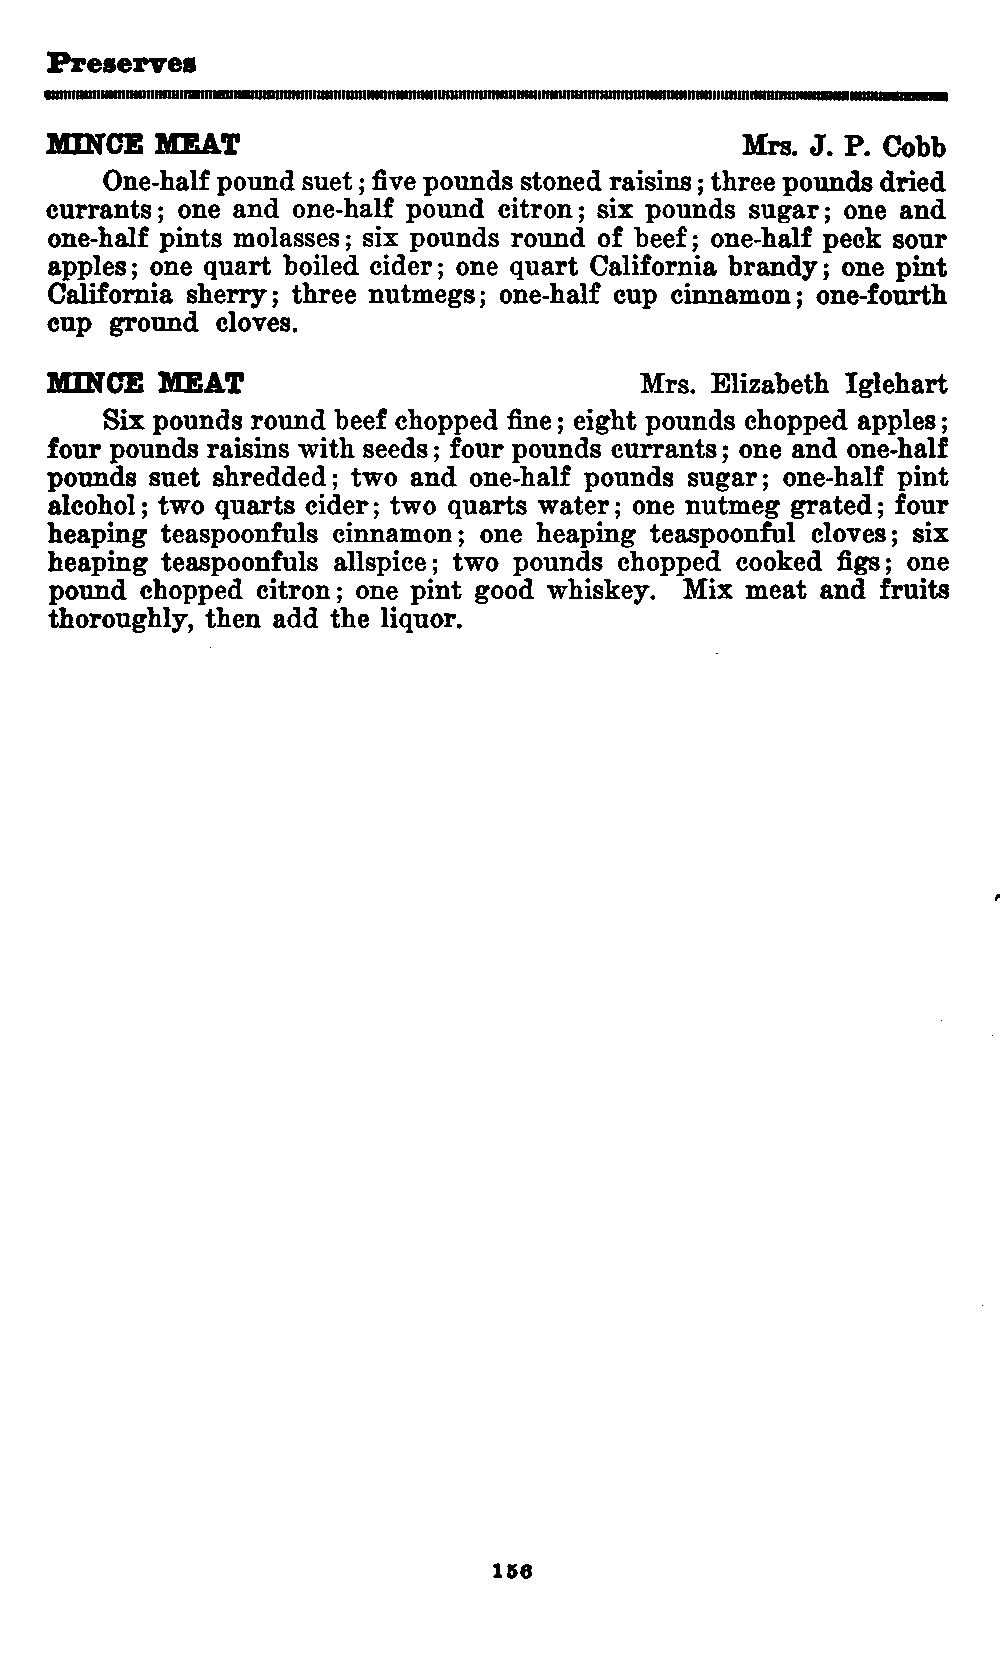 Preserves
MINCE MEAT Mrs. J. P. Cobb
One-half pound suet; five pounds stoned raisins; three pounds dried
currants; one and one-half pound citron; six pounds sugar; one and
one-half pints molasses; six pounds round of beef; one-half peck sour
apples; one quart boiled cider; one quart California brandy; one pint
California sherry; three nutmegs; one-half cup cinnamon; one-fourth
cup ground cloves.
MINCE MEAT Mrs. Elizabeth Iglehart
Six pounds round beef chopped fine; eight pounds chopped apples;
four pounds raisins with seeds; four pounds currants; one and one-half
pounds suet shredded; two and one-half pounds sugar; one-half pint
alcohol; two quarts cider; two quarts water; one nutmeg grated; four
heaping teaspoonfuls cinnamon; one heaping teaspoonful cloves; six
heaping teaspoonfuls allspice; two pounds chopped cooked figs; one
pound chopped citron; one pint good whiskey. Mix meat and fruits
thoroughly, then add the liquor.
156